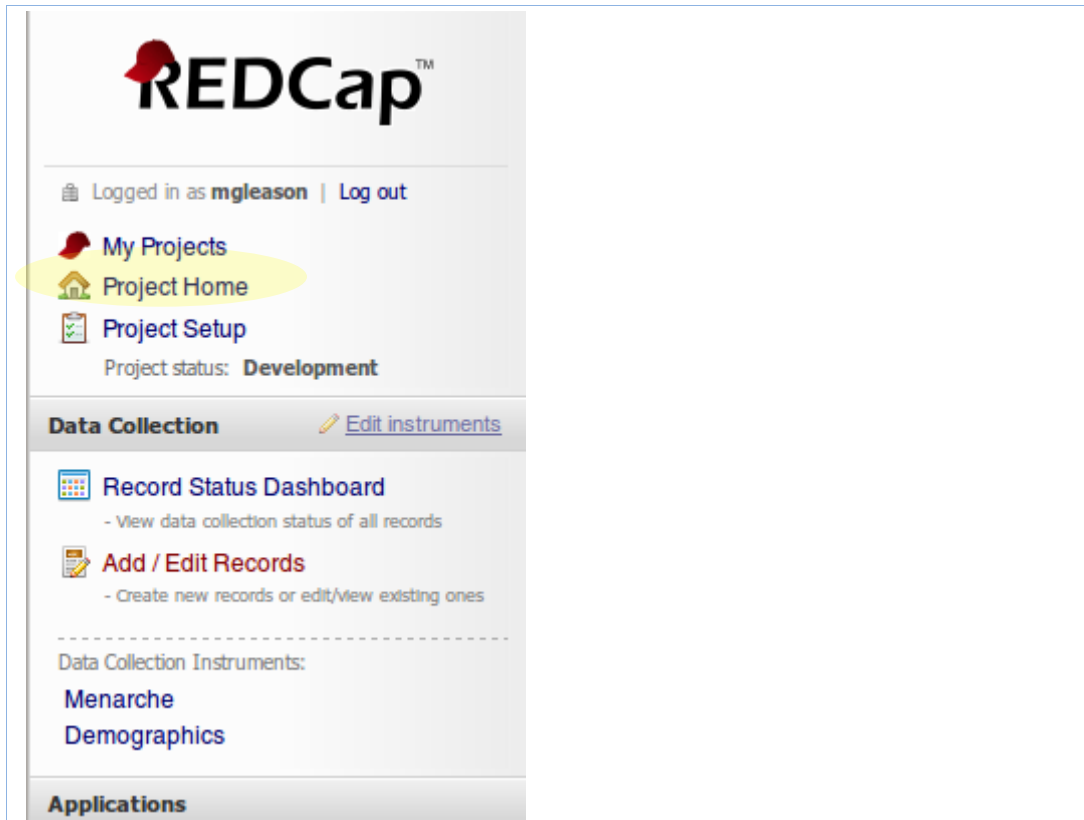 REDCap™
Logged in as mgleason | Log out
My Projects
Project Home
Project Setup
Project status: Development
Data Collection Edit instruments
Record Status Dashboard
- View data collection status of all records
Add / Edit Records
- Create new records or edit/view existing ones
Data Collection Instruments:
Menarche
Demographics
Applications